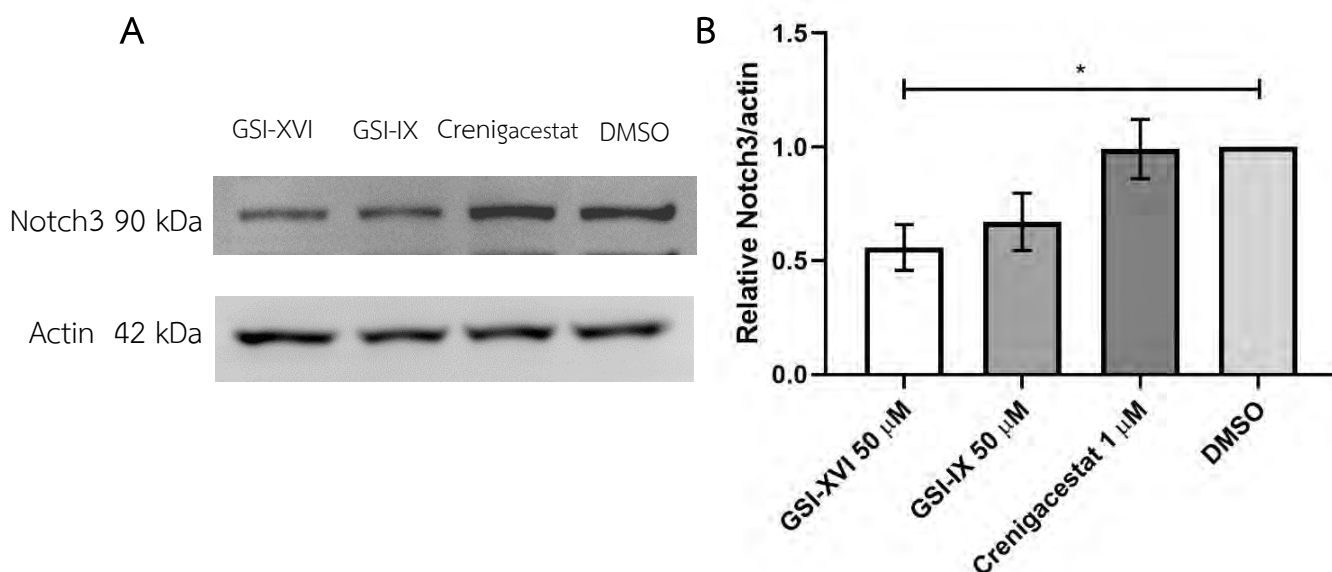 A
GSI-XVI GSI-IX Crenigacestat DMSO
Notch3 90 kDa
Actin 42 kDa
B
Relative Notch3/actin
1.5
1.0
0.5
0.0
*
GSI-XVI 50 μM
GSI-IX 50 μM
Crenigacestat 1 μM
DMSO